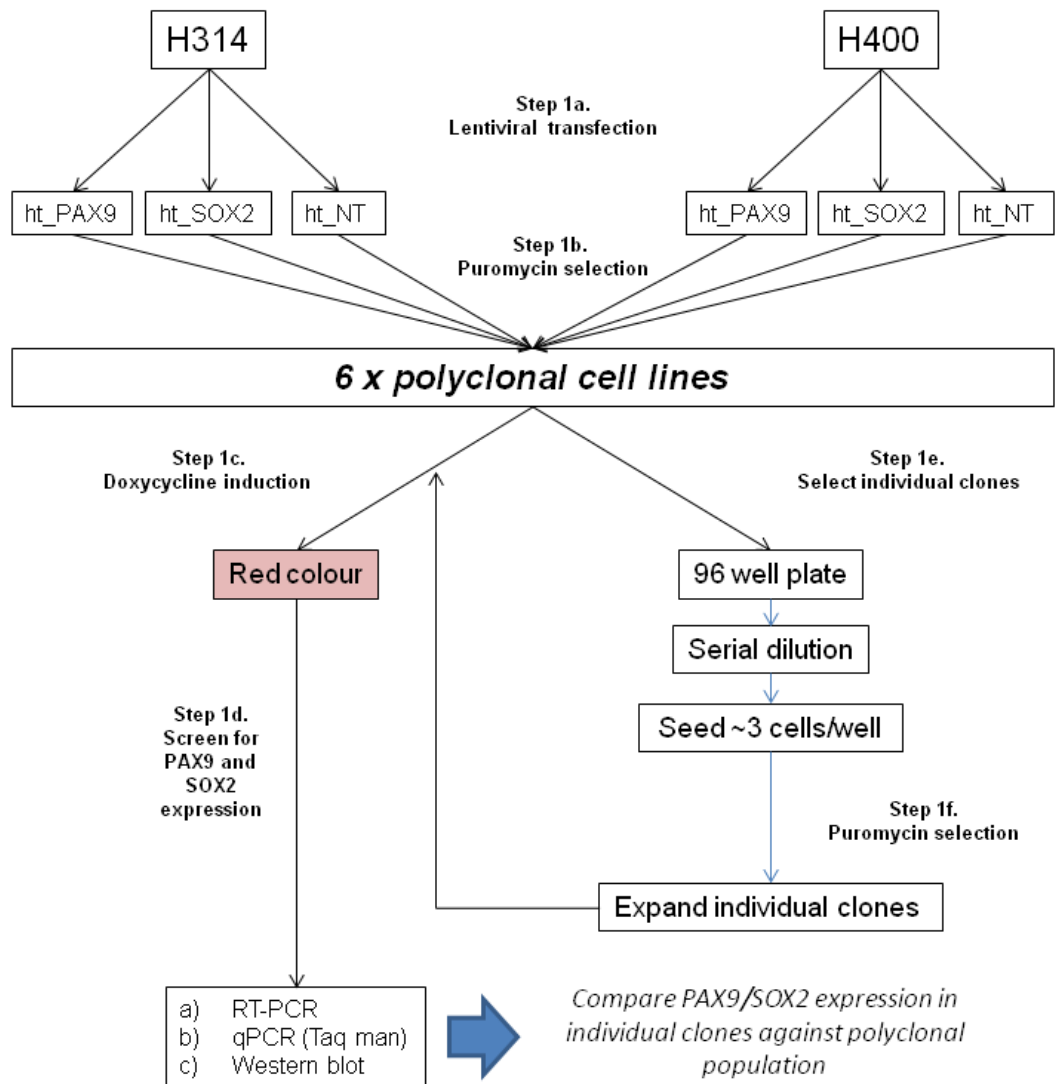 H314
H400
Step 1a.
Lentiviral transfection
ht_PAX9
ht_SOX2
ht_NT
ht_PAX9
ht_SOX2
ht_NT
Step 1b.
Puromycin selection
6 x polyclonal cell lines
Step 1c.
Doxycycline induction
Step 1e.
Select individual clones
Red colour
96 well plate
Serial dilution
Seed ~3 cells/well
Step 1d.
Screen for
PAX9 and
SOX2
expression
Step 1f.
Puromycin selection
Expand individual clones
a) RT-PCR
b) qPCR (Taq man)
c) Western blot
Compare PAX9/SOX2 expression in
individual clones against polyclonal
population